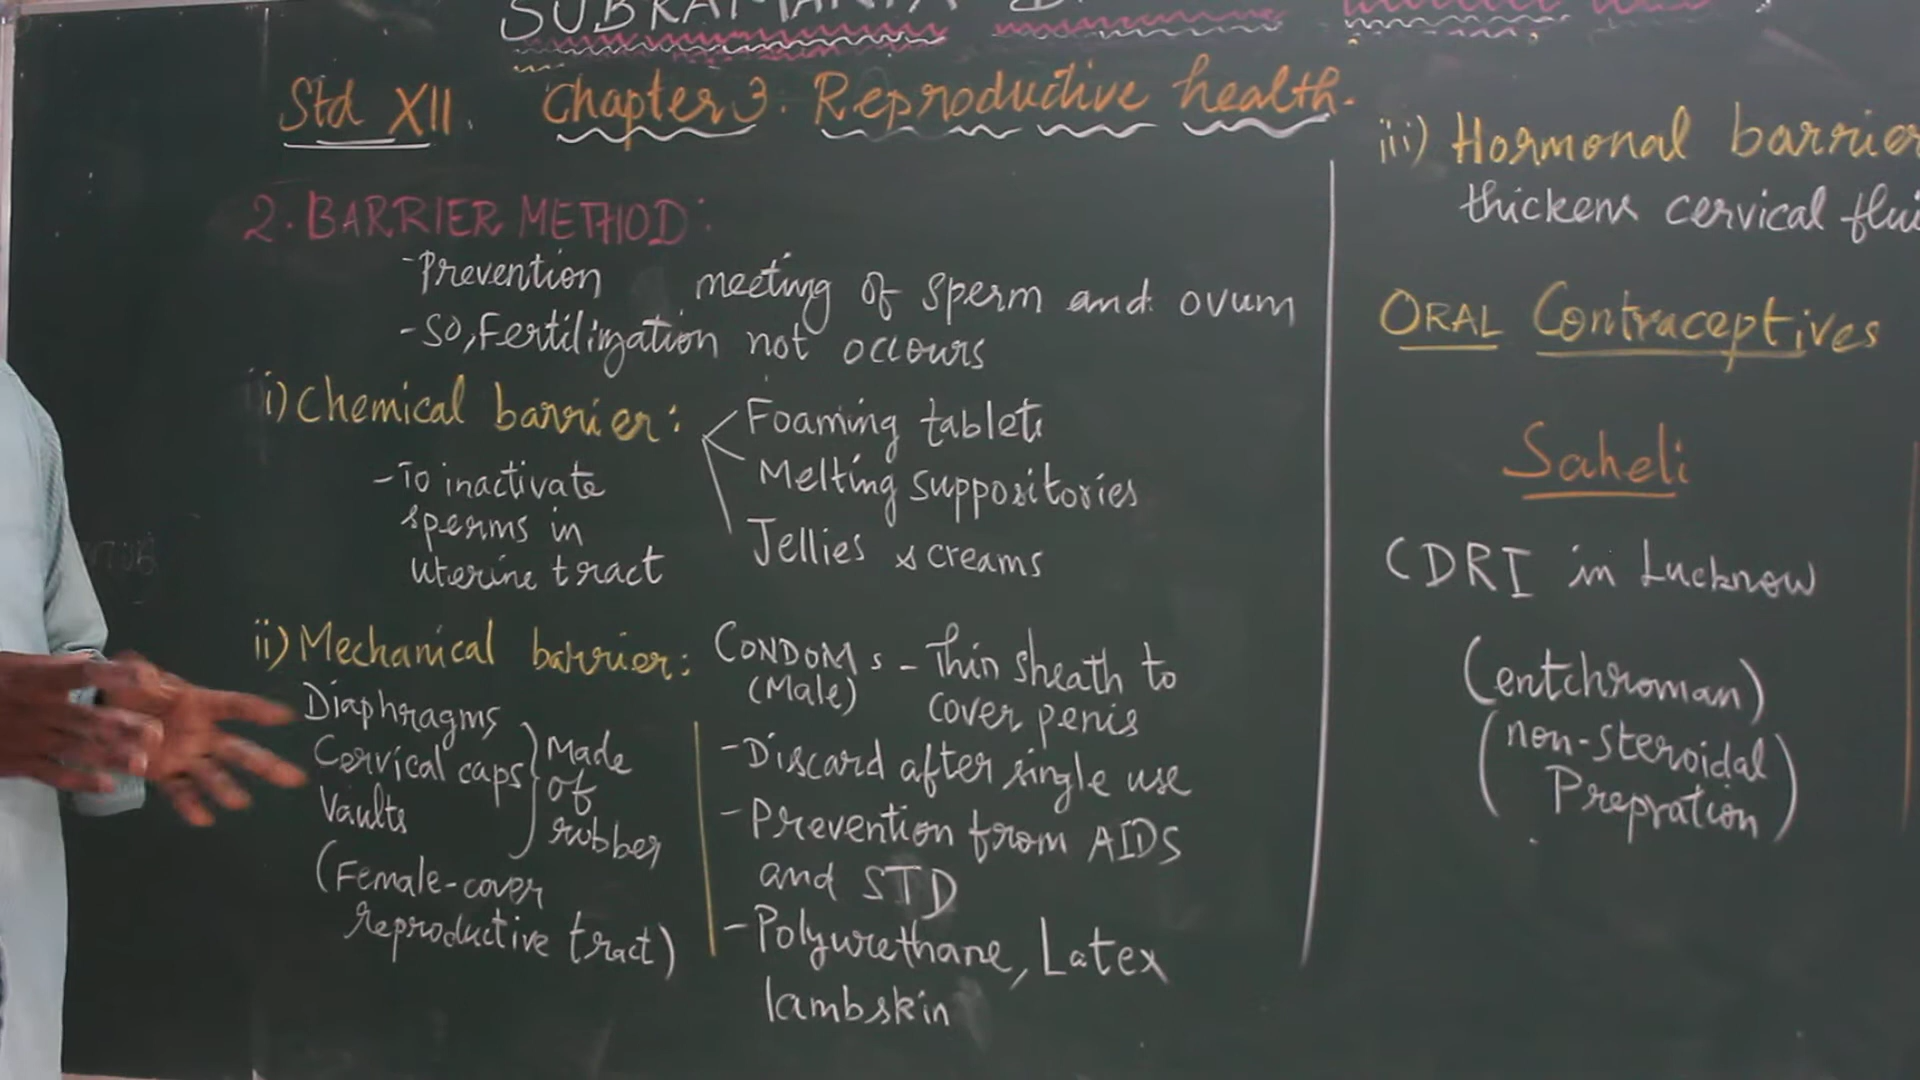 SUBRAMANIA
Std XII. Chapter 3. Reproductive health.
2. BARRIER METHOD:
-Prevention meeting of sperm and ovum
-So, Fertilization not occours
i) Chemical barrier:
-To inactivate
sperms in
uterine tract
Foaming tablets
Melting suppositories
Jellies & creams
ii) Mechanical barrier:
Diaphragms
Cervical caps
Vaults
Made
of
rubber
(Female-cover
reproductive tract)
CONDOMs - Thin sheath to
(Male) cover penis
-Discard after single use
-Prevention from AIDS
and STD
-Polyurethane, Latex
lambskin
iii) Hormonal barrier
thickens cervical flui
ORAL Contraceptives
Saheli
CDRI in Lucknow
(centchroman)
(non-steroidal
Prepration)